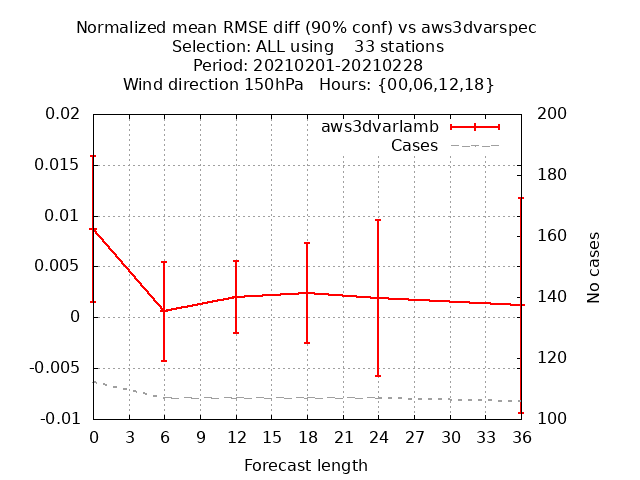 Normalized mean RMSE diff (90% conf) vs aws3dvarspec
Selection: ALL using    33 stations
Period: 20210201-20210228
Wind direction 150hPa   Hours: {00,06,12,18}
0.02
0.015
0.01
0.005
0
-0.005
-0.01
aws3dvarlamb
Cases
200
180
160
140
120
100
No cases
0 3 6 9 12 15 18 21 24 27 30 33 36
Forecast length